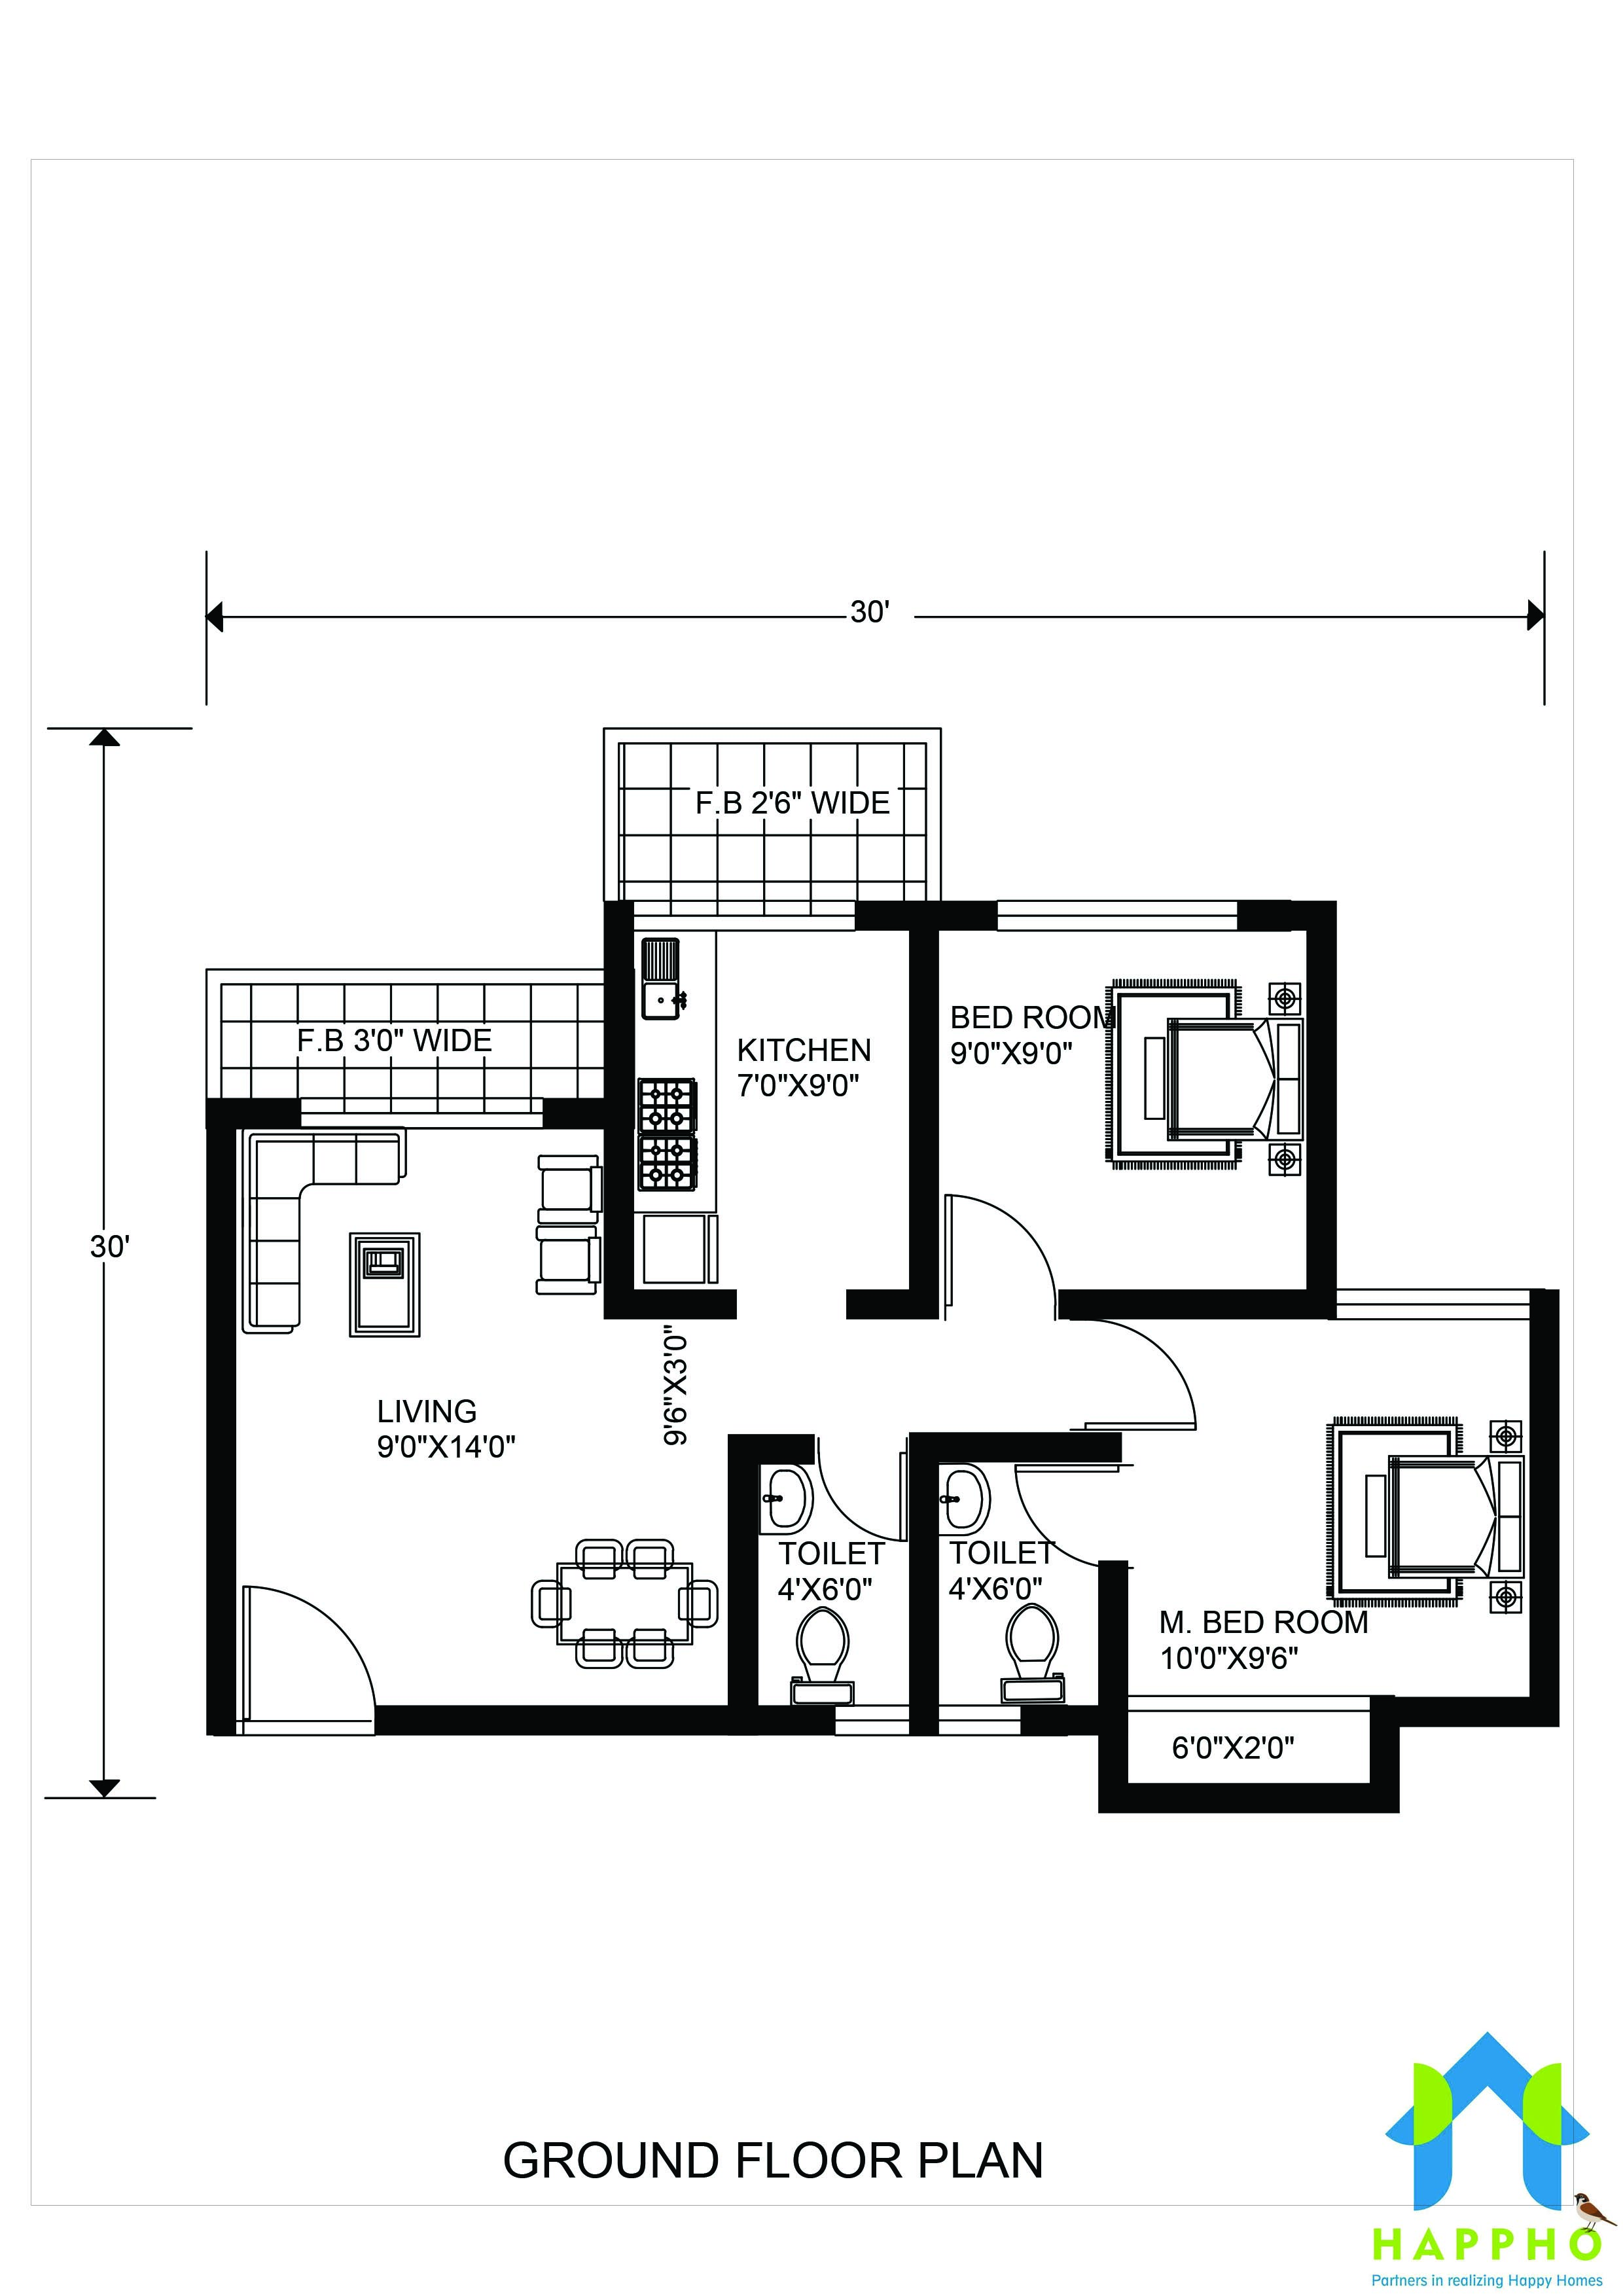 30'
F.B 2'6" WIDE
F.B 3'0" WIDE
BED ROOM
9'0"X9'0"
KITCHEN
7'0"X9'0"
30'
9'6"X3'0"
LIVING
9'0"X14'0"
TOILET
4'X6'0"
TOILET
4'X6'0"
M. BED ROOM
10'0"X9'6"
6'0"X2'0"
GROUND FLOOR PLAN
HAPPHO
Partners in realizing Happy Homes